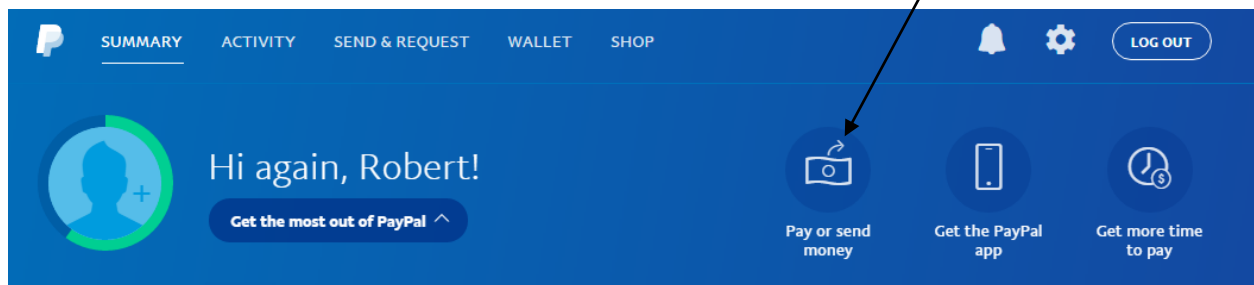 SUMMARY ACTIVITY SEND & REQUEST WALLET SHOP LOG OUT
Hi again, Robert!
Get the most out of PayPal
Pay or send
money
Get the PayPal
app
Get more time
to pay